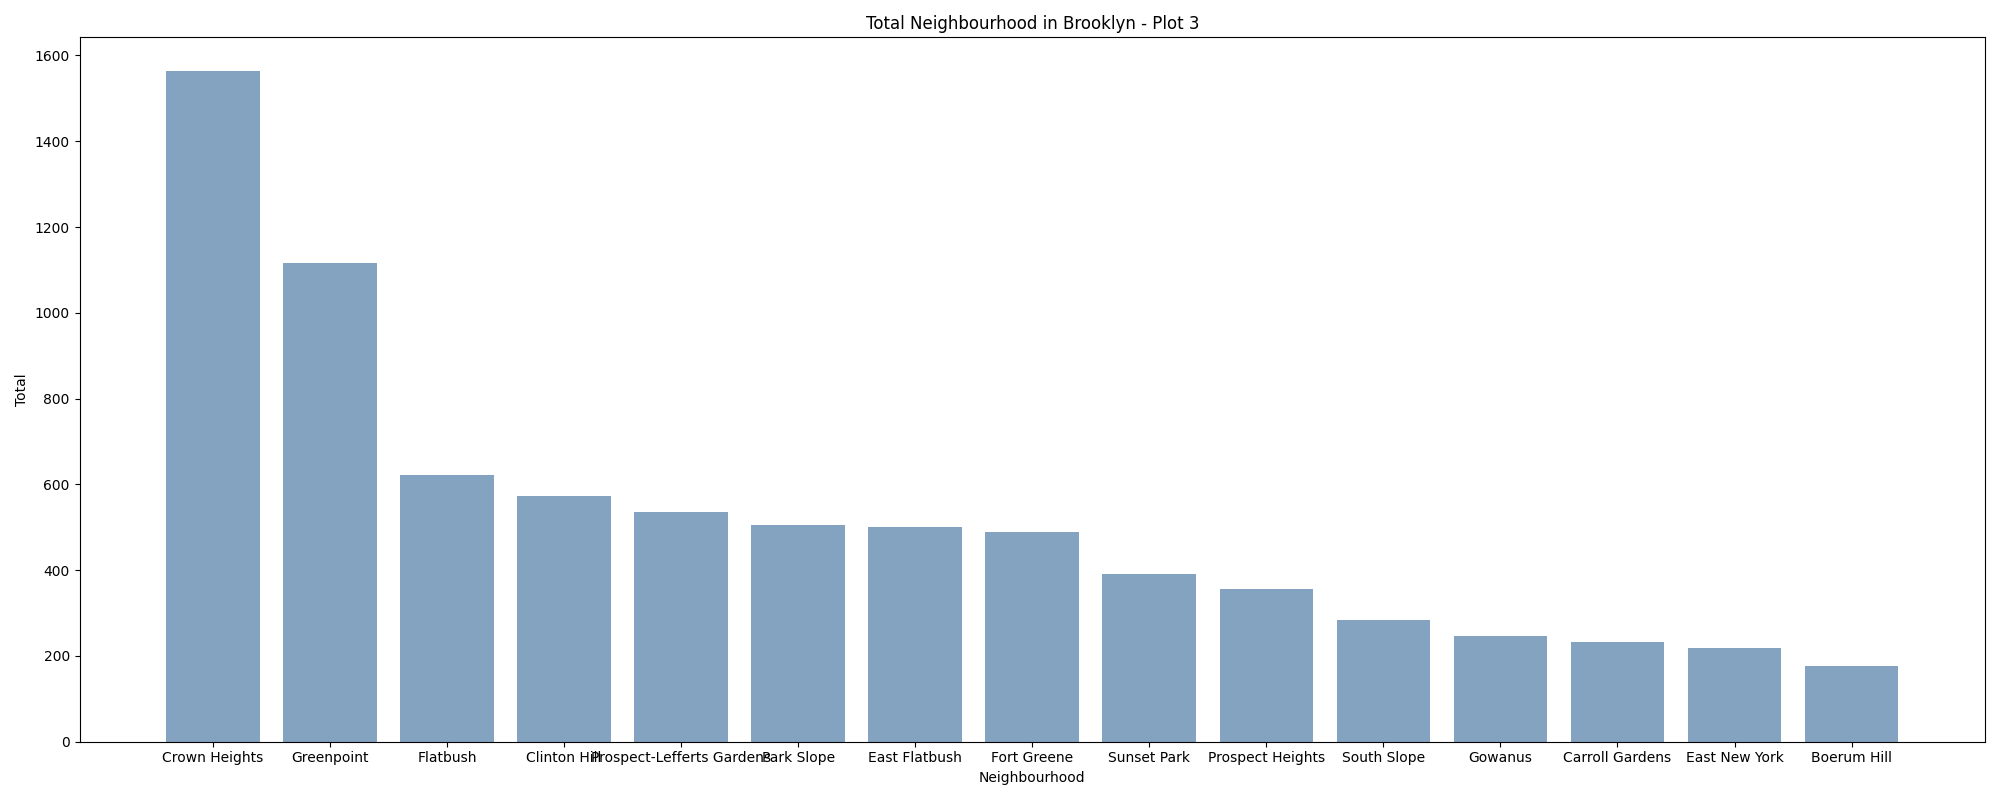 Total Neighbourhood in Brooklyn - Plot 3
1600
1400
1200
1000
800
600
400
200
0
Total
Crown Heights Greenpoint Flatbush Clinton Hill Prospect-Lefferts Gardens Park Slope East Flatbush Fort Greene Sunset Park Prospect Heights South Slope Gowanus Carroll Gardens East New York Boerum Hill
Neighbourhood